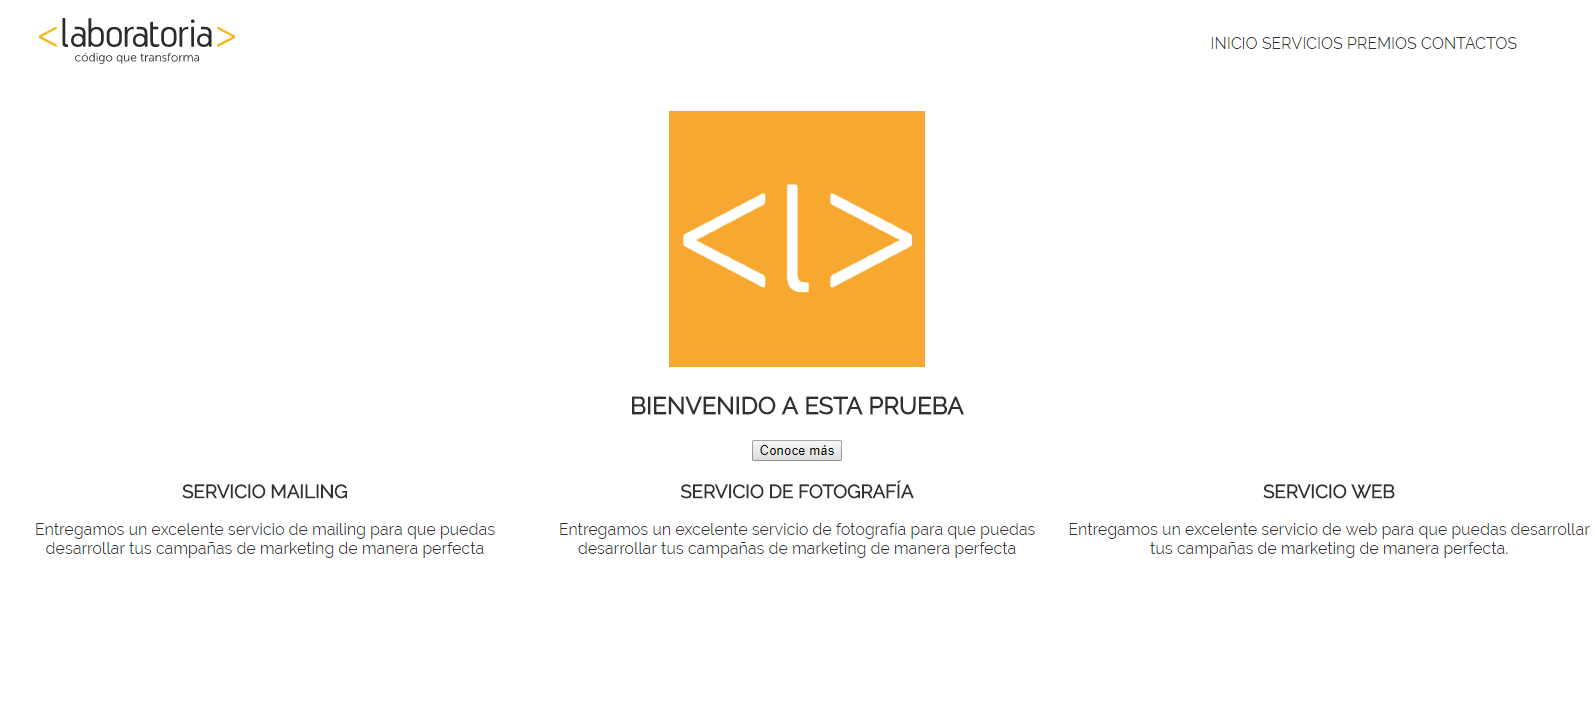 <laboratoria>
código que transforma
INICIO SERVICIOS PREMIOS CONTACTOS
<l>
BIENVENIDO A ESTA PRUEBA
Conoce más
SERVICIO MAILING
Entregamos un excelente servicio de mailing para que puedas
desarrollar tus campañas de marketing de manera perfecta
SERVICIO DE FOTOGRAFÍA
Entregamos un excelente servicio de fotografía para que puedas
desarrollar tus campañas de marketing de manera perfecta
SERVICIO WEB
Entregamos un excelente servicio de web para que puedas desarrollar
tus campañas de marketing de manera perfecta.